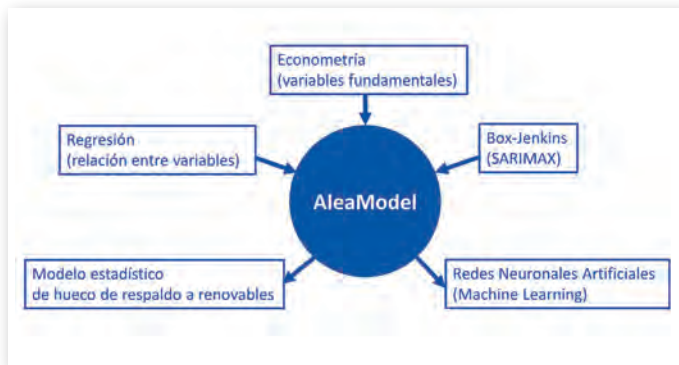 Econometría
(variables fundamentales)
Regresión
(relación entre variables)
Box-Jenkins
(SARIMAX)
AleaModel
Modelo estadístico
de hueco de respaldo a renovables
Redes Neuronales Artificiales
(Machine Learning)